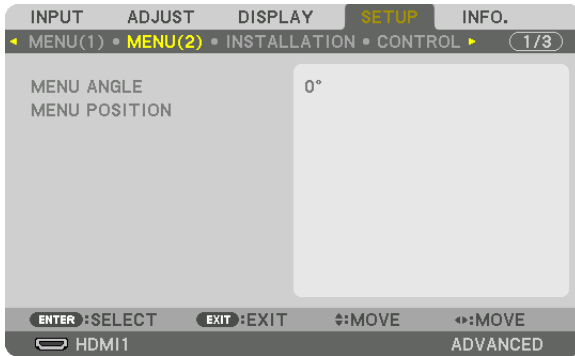 INPUT ADJUST DISPLAY SETUP INFO.
MENU(1) • MENU(2) • INSTALLATION • CONTROL 1/3
MENU ANGLE 0°
MENU POSITION
ENTER :SELECT EXIT :EXIT :MOVE :MOVE
HDMI1 ADVANCED